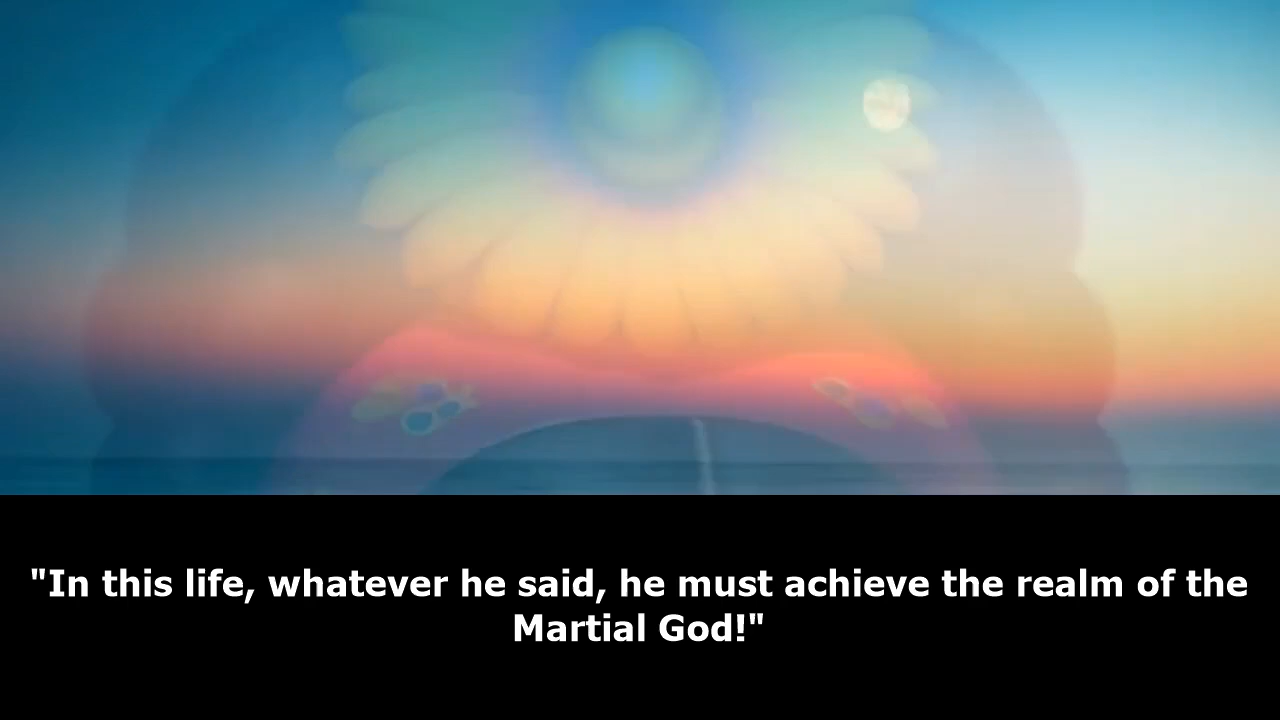 "In this life, whatever he said, he must achieve the realm of the
Martial God!"